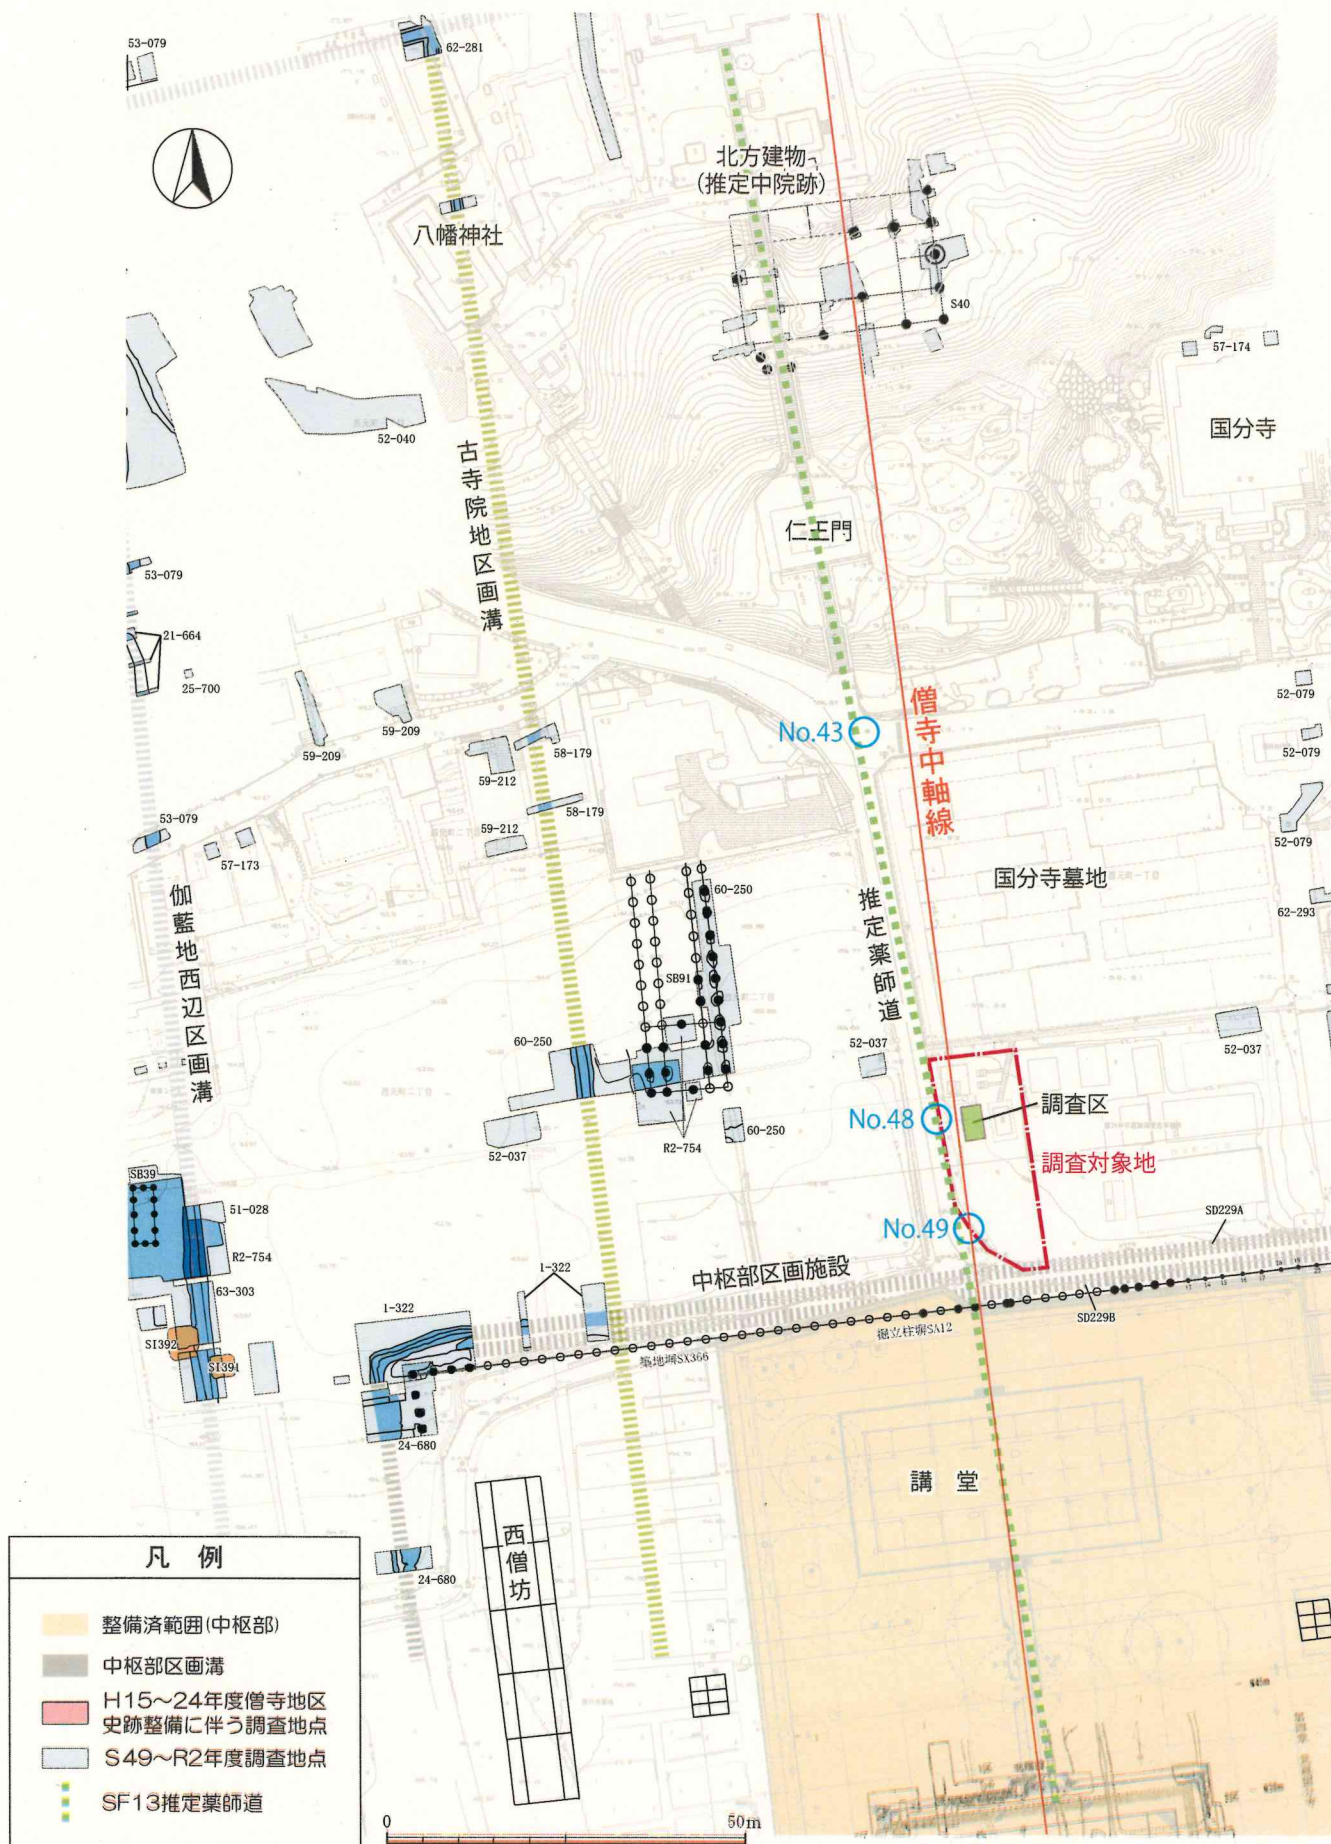 53-079
62-281
北方建物
(推定中院跡)
八幡神社
S40
57-174
国分寺
52-040
古寺院地区画溝
仁王門
53-079
21-664
25-700
52-079
59-209
59-209
No.43
僧寺中軸線
58-179
59-212
52-079
58-179
53-079
59-212
52-079
57-173
国分寺墓地
伽藍地西辺区画溝
60-250
推定薬師道
62-293
SB91
60-250
52-037
52-037
調査区
No.48
60-250
52-037
R2-754
調査対象地
SB39
51-028
SD229A
No.49
R2-754
1-322
中枢部区画施設
63-303
1-322
SD229B
掘立柱塀SA12
SI392
築地塀SX366
SI391
24-680
講堂
西僧坊
24-680
凡例
整備済範囲(中枢部)
中枢部区画溝
H15～24年度僧寺地区
史跡整備に伴う調査地点
S49～R2年度調査地点
SF13推定薬師道
0
50m